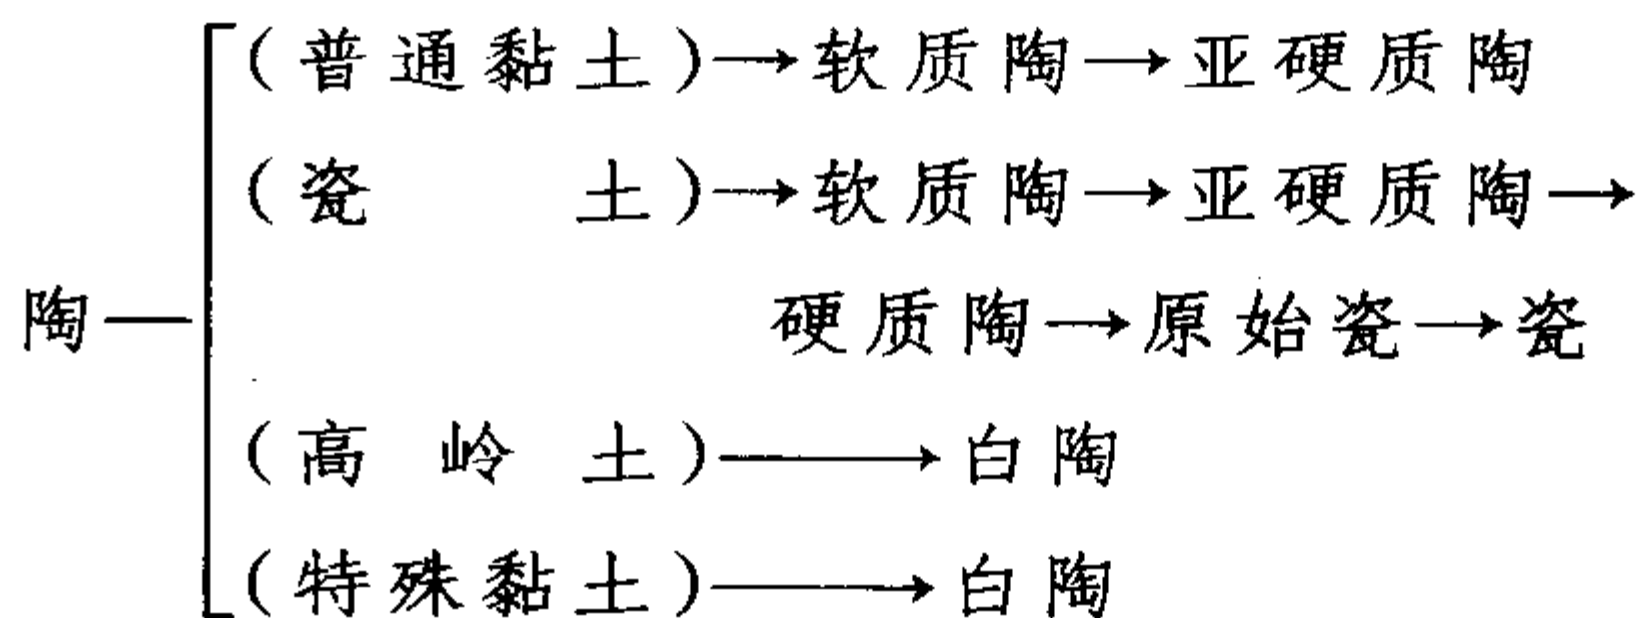 (普通黏土)→软质陶→亚硬质陶
(瓷土)→软质陶→亚硬质陶→
陶—
硬质陶→原始瓷→瓷
(高岭土)→白陶
(特殊黏土)→白陶